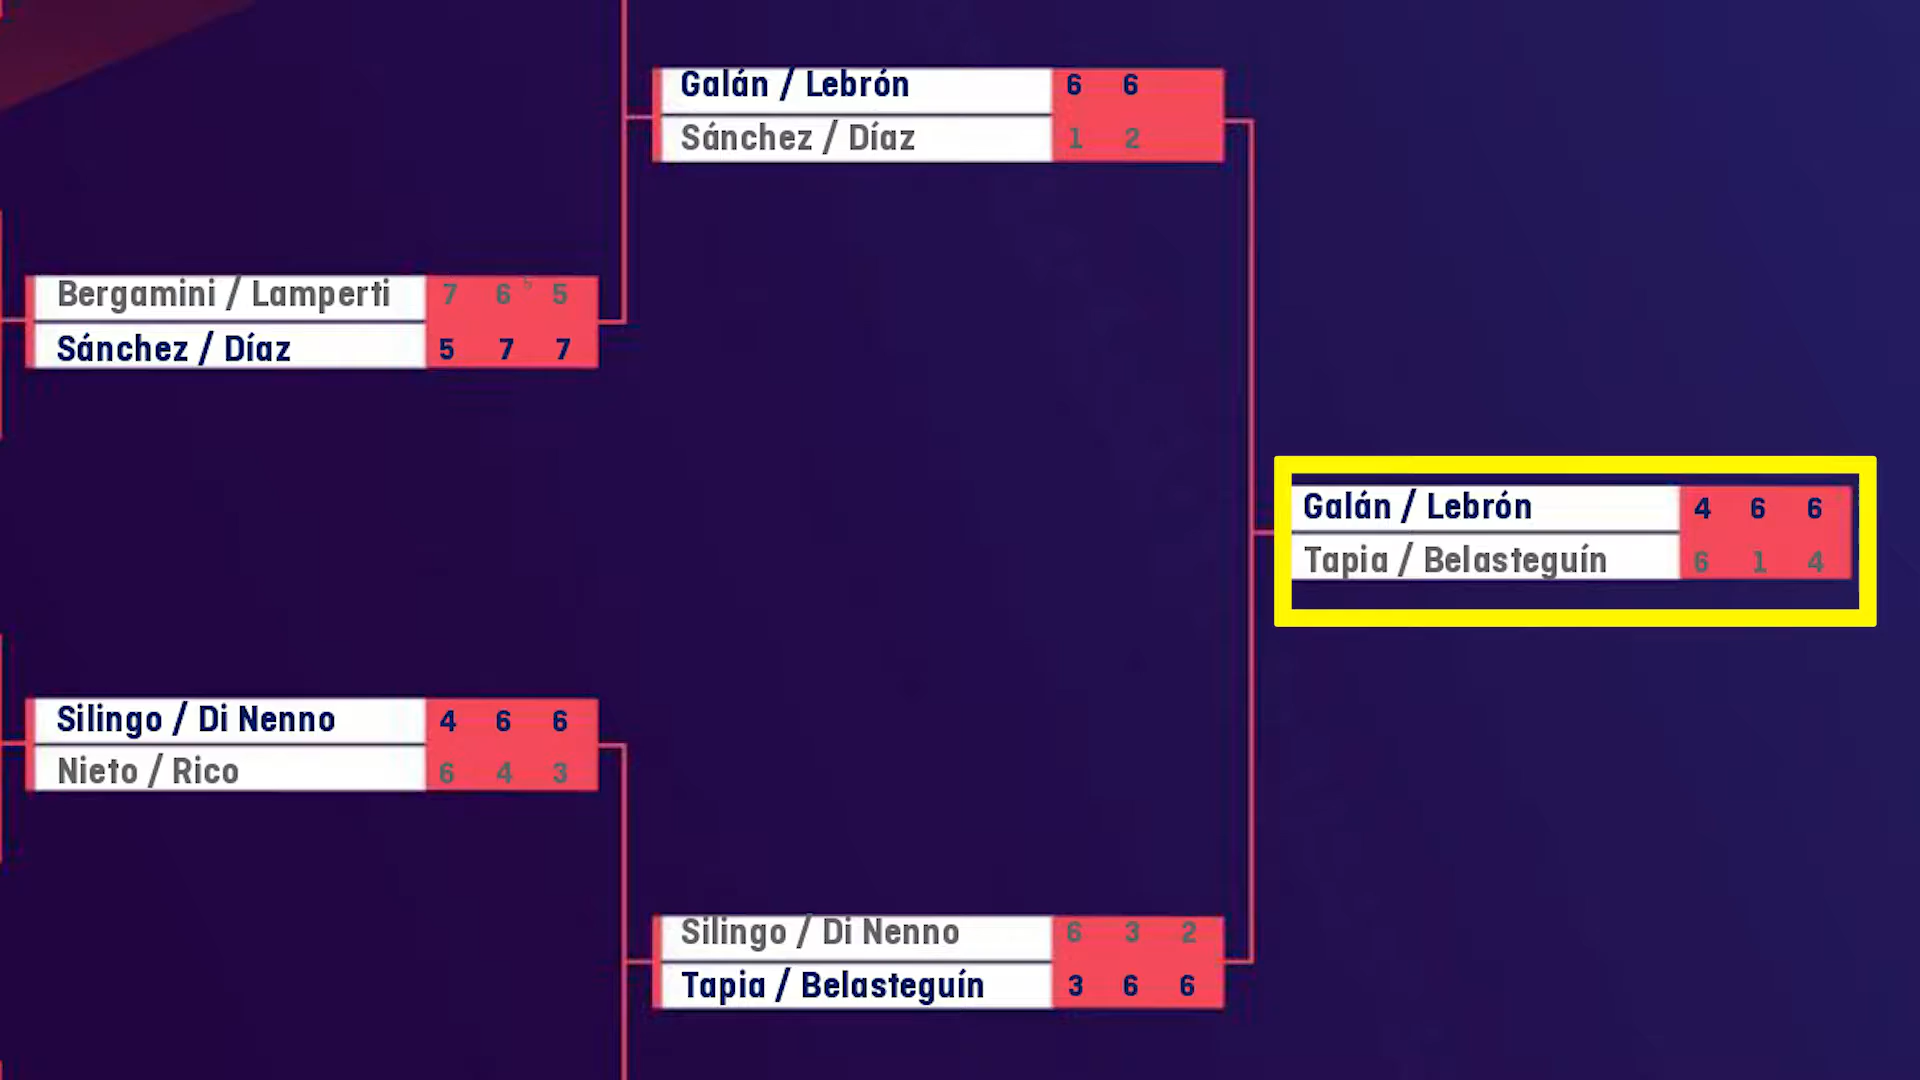 Galán / Lebrón 6 6
Sánchez / Díaz 1 2
Bergamini / Lamperti 7 6 5 5
Sánchez / Díaz 5 7 7
Galán / Lebrón 4 6 6
Tapia / Belasteguín 6 1 4
Silingo / Di Nenno 4 6 6
Nieto / Rico 6 4 3
Silingo / Di Nenno 6 3 2
Tapia / Belasteguín 3 6 6